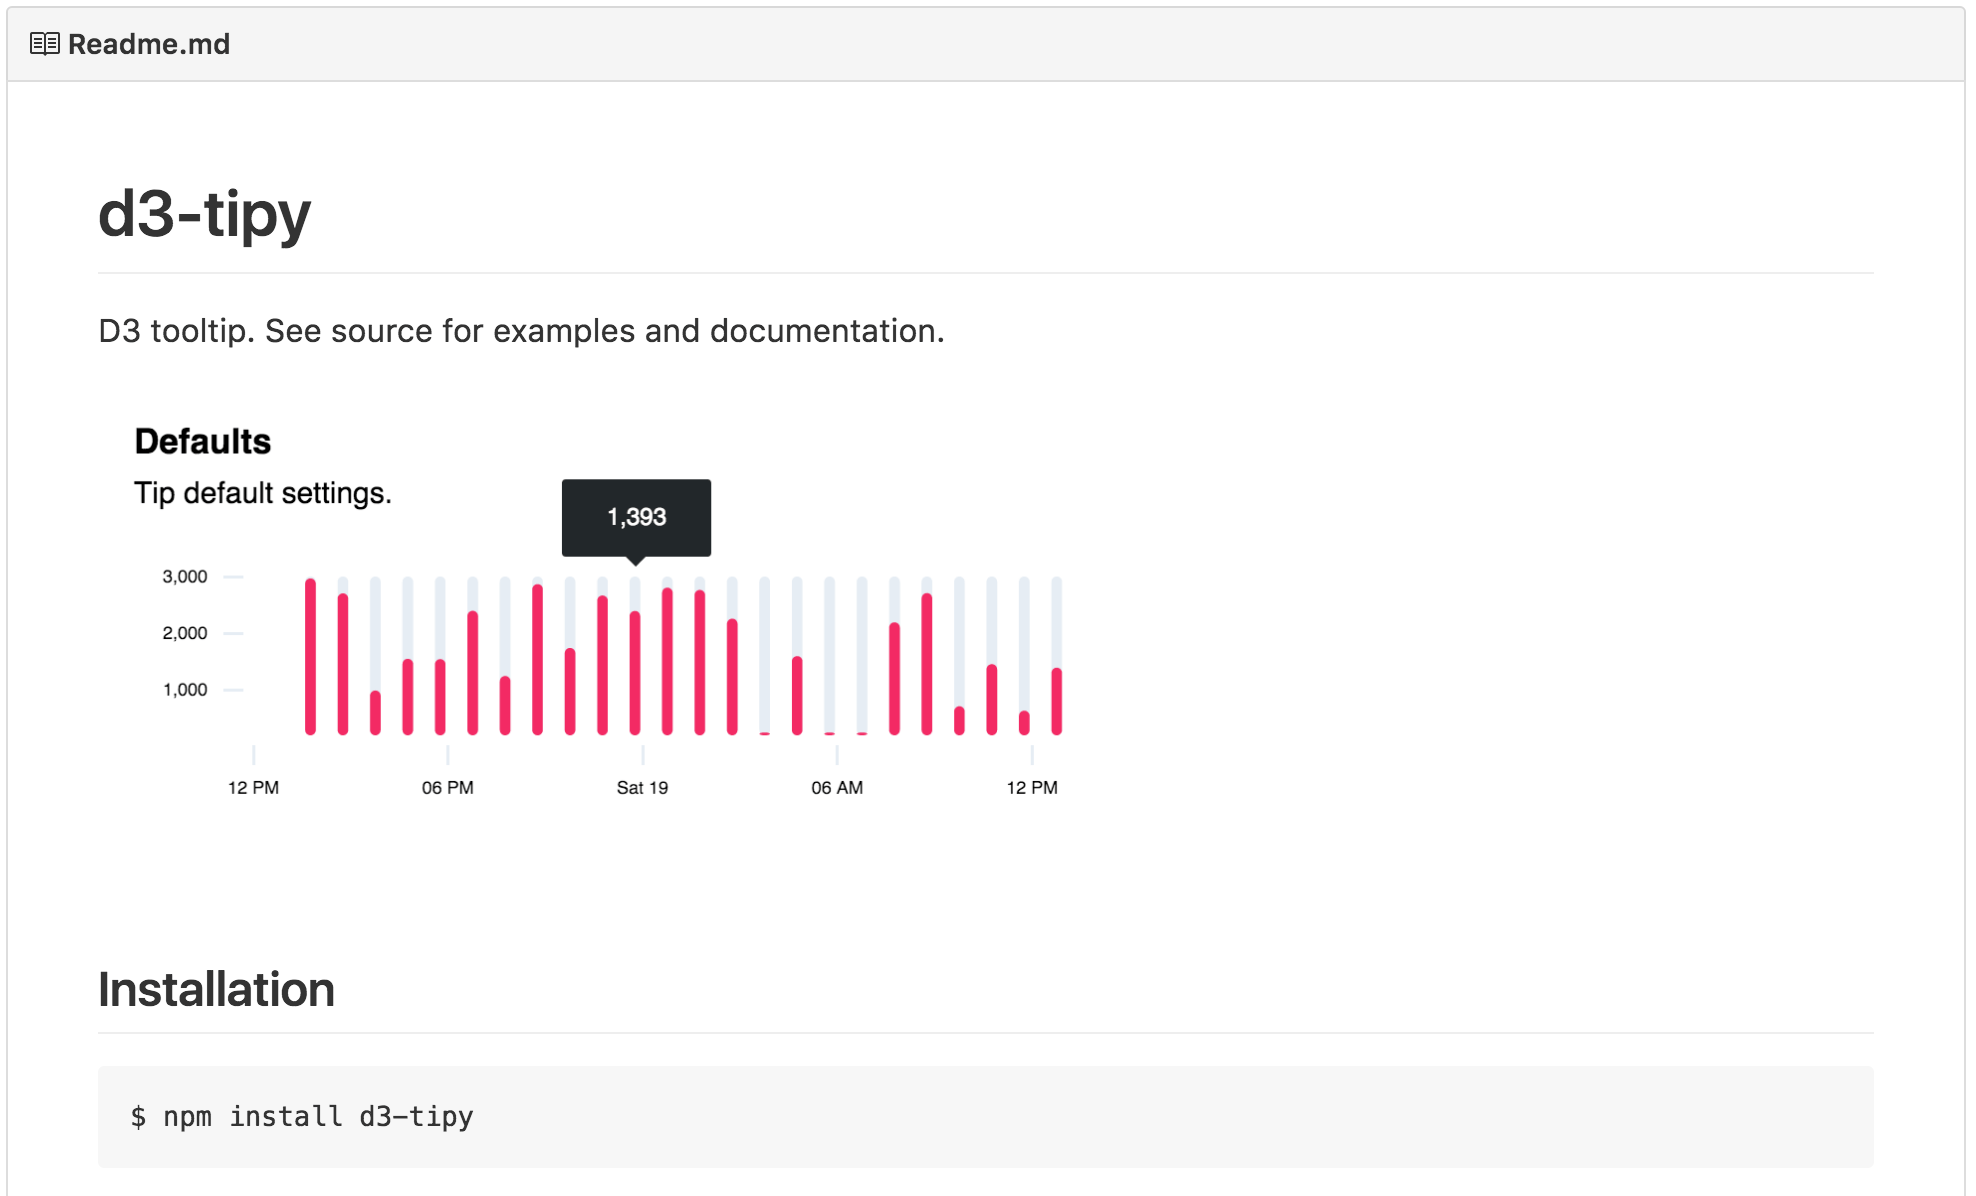 Readme.md
d3-tipy
D3 tooltip. See source for examples and documentation.
Defaults
Tip default settings.
1,393
3,000
2,000
1,000
12 PM 06 PM Sat 19 06 AM 12 PM
Installation
$ npm install d3-tipy